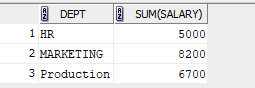 DEPT SUM(SALARY)
1 HR 5000
2 MARKETING 8200
3 Production 6700